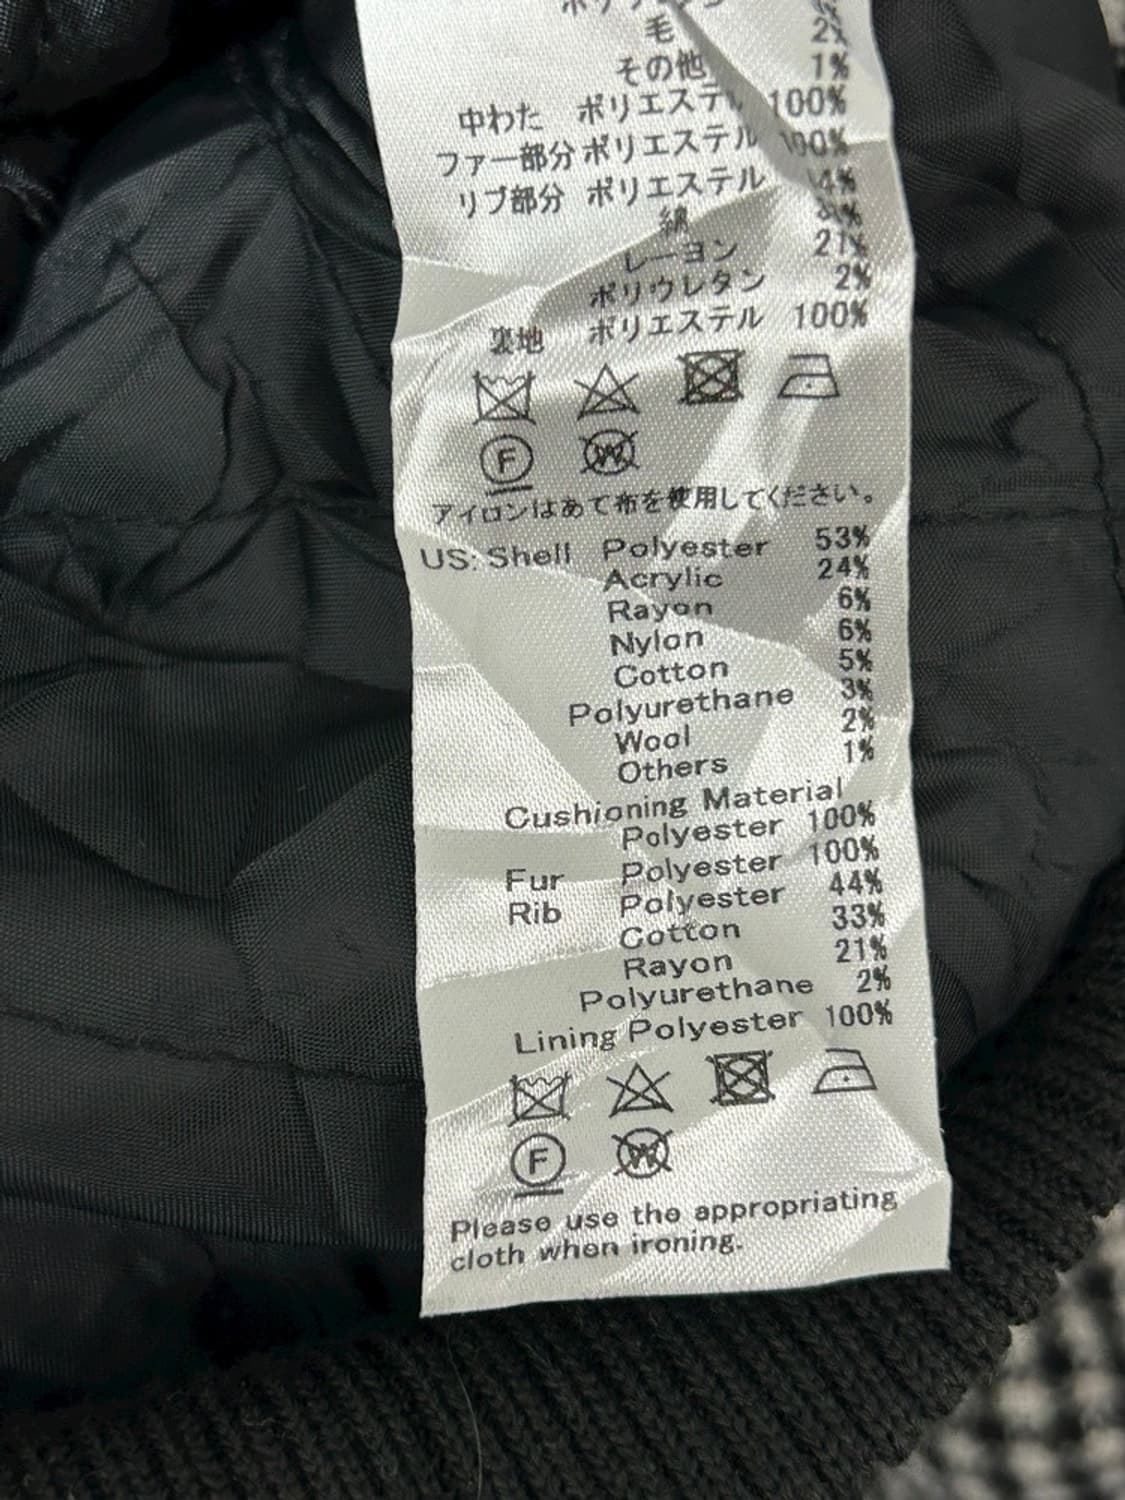 毛 2%
その他 1%
中わた ポリエステル 100%
ファー部分 ポリエステル 100%
リブ部分 ポリエステル
綿
レーヨン 21%
ポリウレタン 2%
裏地 ポリエステル 100%
F W
アイロンはあて布を使用してください。
US: Shell Polyester 53%
Acrylic 24%
Rayon 6%
Nylon 6%
Cotton 5%
Polyurethane 3%
Wool 2%
Others 1%
Cushioning Material
Polyester 100%
Fur Polyester 100%
Rib Polyester 44%
Cotton 33%
Rayon 21%
Polyurethane 2%
Lining Polyester 100%
F W
Please use the appropriating
cloth when ironing.